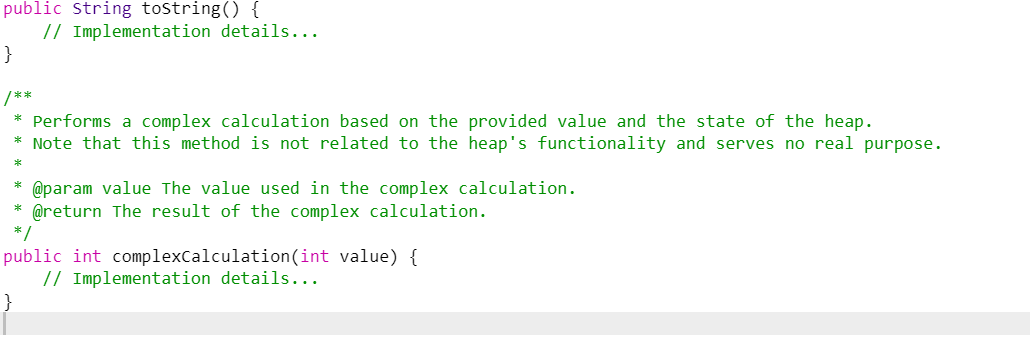 public String toString() {
    // Implementation details...
}

/**
 * Performs a complex calculation based on the provided value and the state of the heap.
 * Note that this method is not related to the heap's functionality and serves no real purpose.
 *
 * @param value The value used in the complex calculation.
 * @return The result of the complex calculation.
 */
public int complexCalculation(int value) {
    // Implementation details...
}